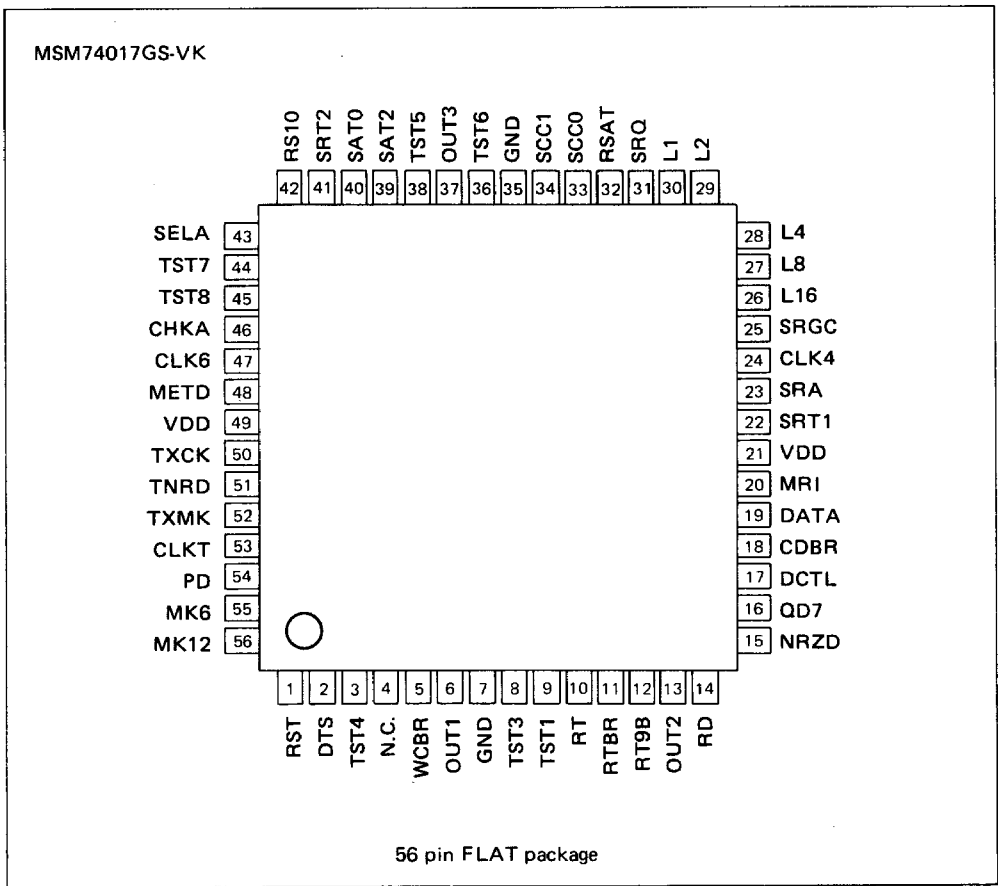 MSM74017GS-VK
RS10 SRT2 SAT0 SAT2 TST5 OUT3 TST6 GND SCC1 SCC0 RSAT SRQ L1 L2
42 41 40 39 38 37 36 35 34 33 32 31 30 29
SELA 43 28 L4
TST7 44 27 L8
TST8 45 26 L16
CHKA 46 25 SRGC
CLK6 47 24 CLK4
METD 48 23 SRA
VDD 49 22 SRT1
TXCK 50 21 VDD
TNRD 51 20 MRI
TXMK 52 19 DATA
CLKT 53 18 CDBR
PD 54 17 DCTL
MK6 55 16 QD7
MK12 56 15 NRZD
1 2 3 4 5 6 7 8 9 10 11 12 13 14
RST DTS TST4 N.C. WCBR OUT1 GND TST3 TST1 RT RTBR RT9B OUT2 RD
56 pin FLAT package